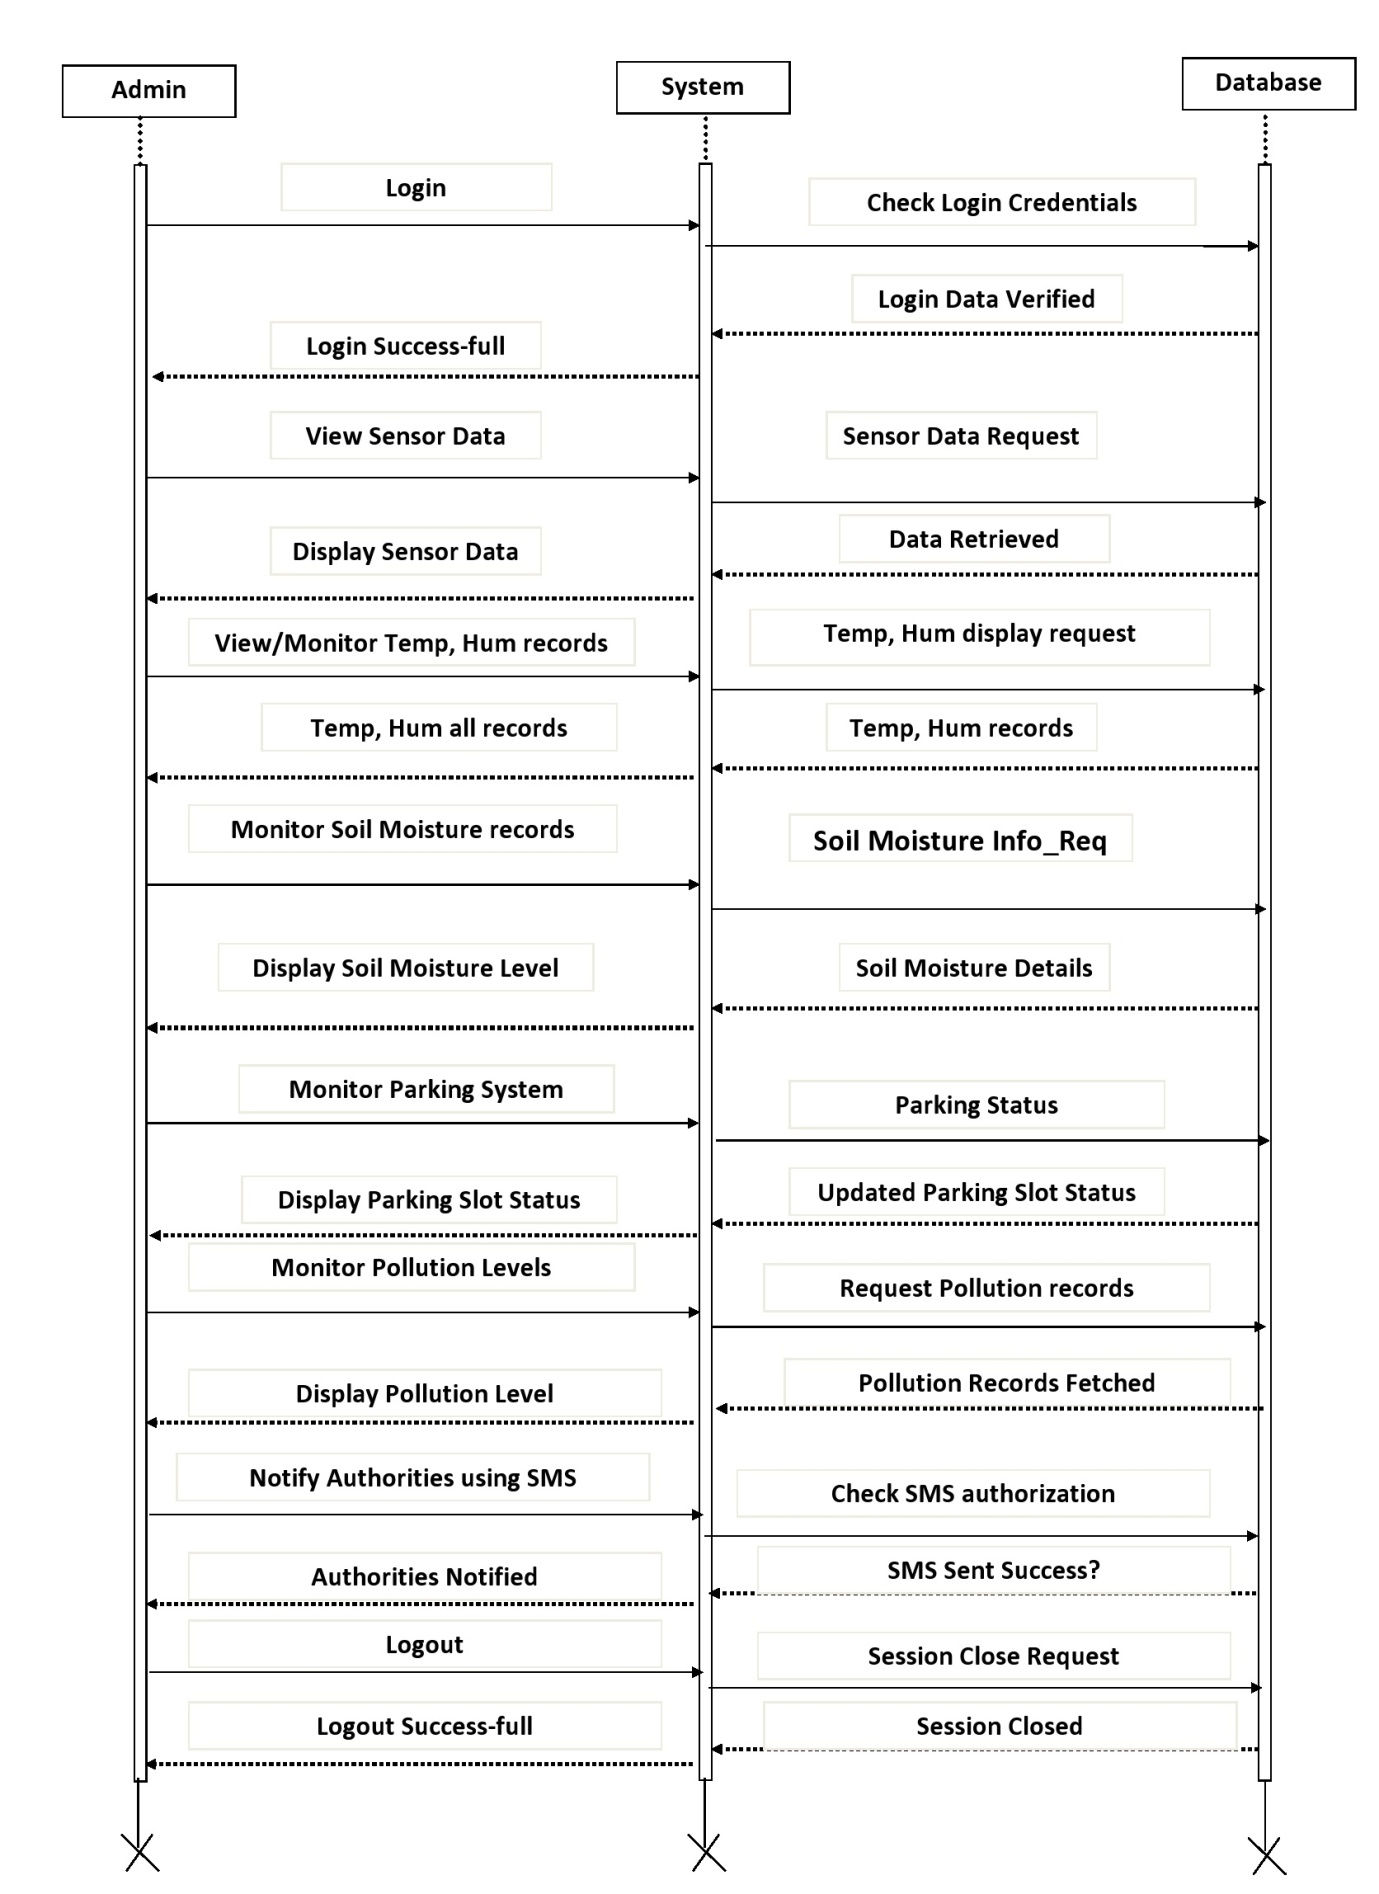 Admin
System
Database
Login
Check Login Credentials
Login Data Verified
Login Success-full
View Sensor Data
Sensor Data Request
Display Sensor Data
Data Retrieved
View/Monitor Temp, Hum records
Temp, Hum display request
Temp, Hum all records
Temp, Hum records
Monitor Soil Moisture records
Soil Moisture Info_Req
Display Soil Moisture Level
Soil Moisture Details
Monitor Parking System
Parking Status
Display Parking Slot Status
Updated Parking Slot Status
Monitor Pollution Levels
Request Pollution records
Display Pollution Level
Pollution Records Fetched
Notify Authorities using SMS
Check SMS authorization
Authorities Notified
SMS Sent Success?
Logout
Session Close Request
Logout Success-full
Session Closed